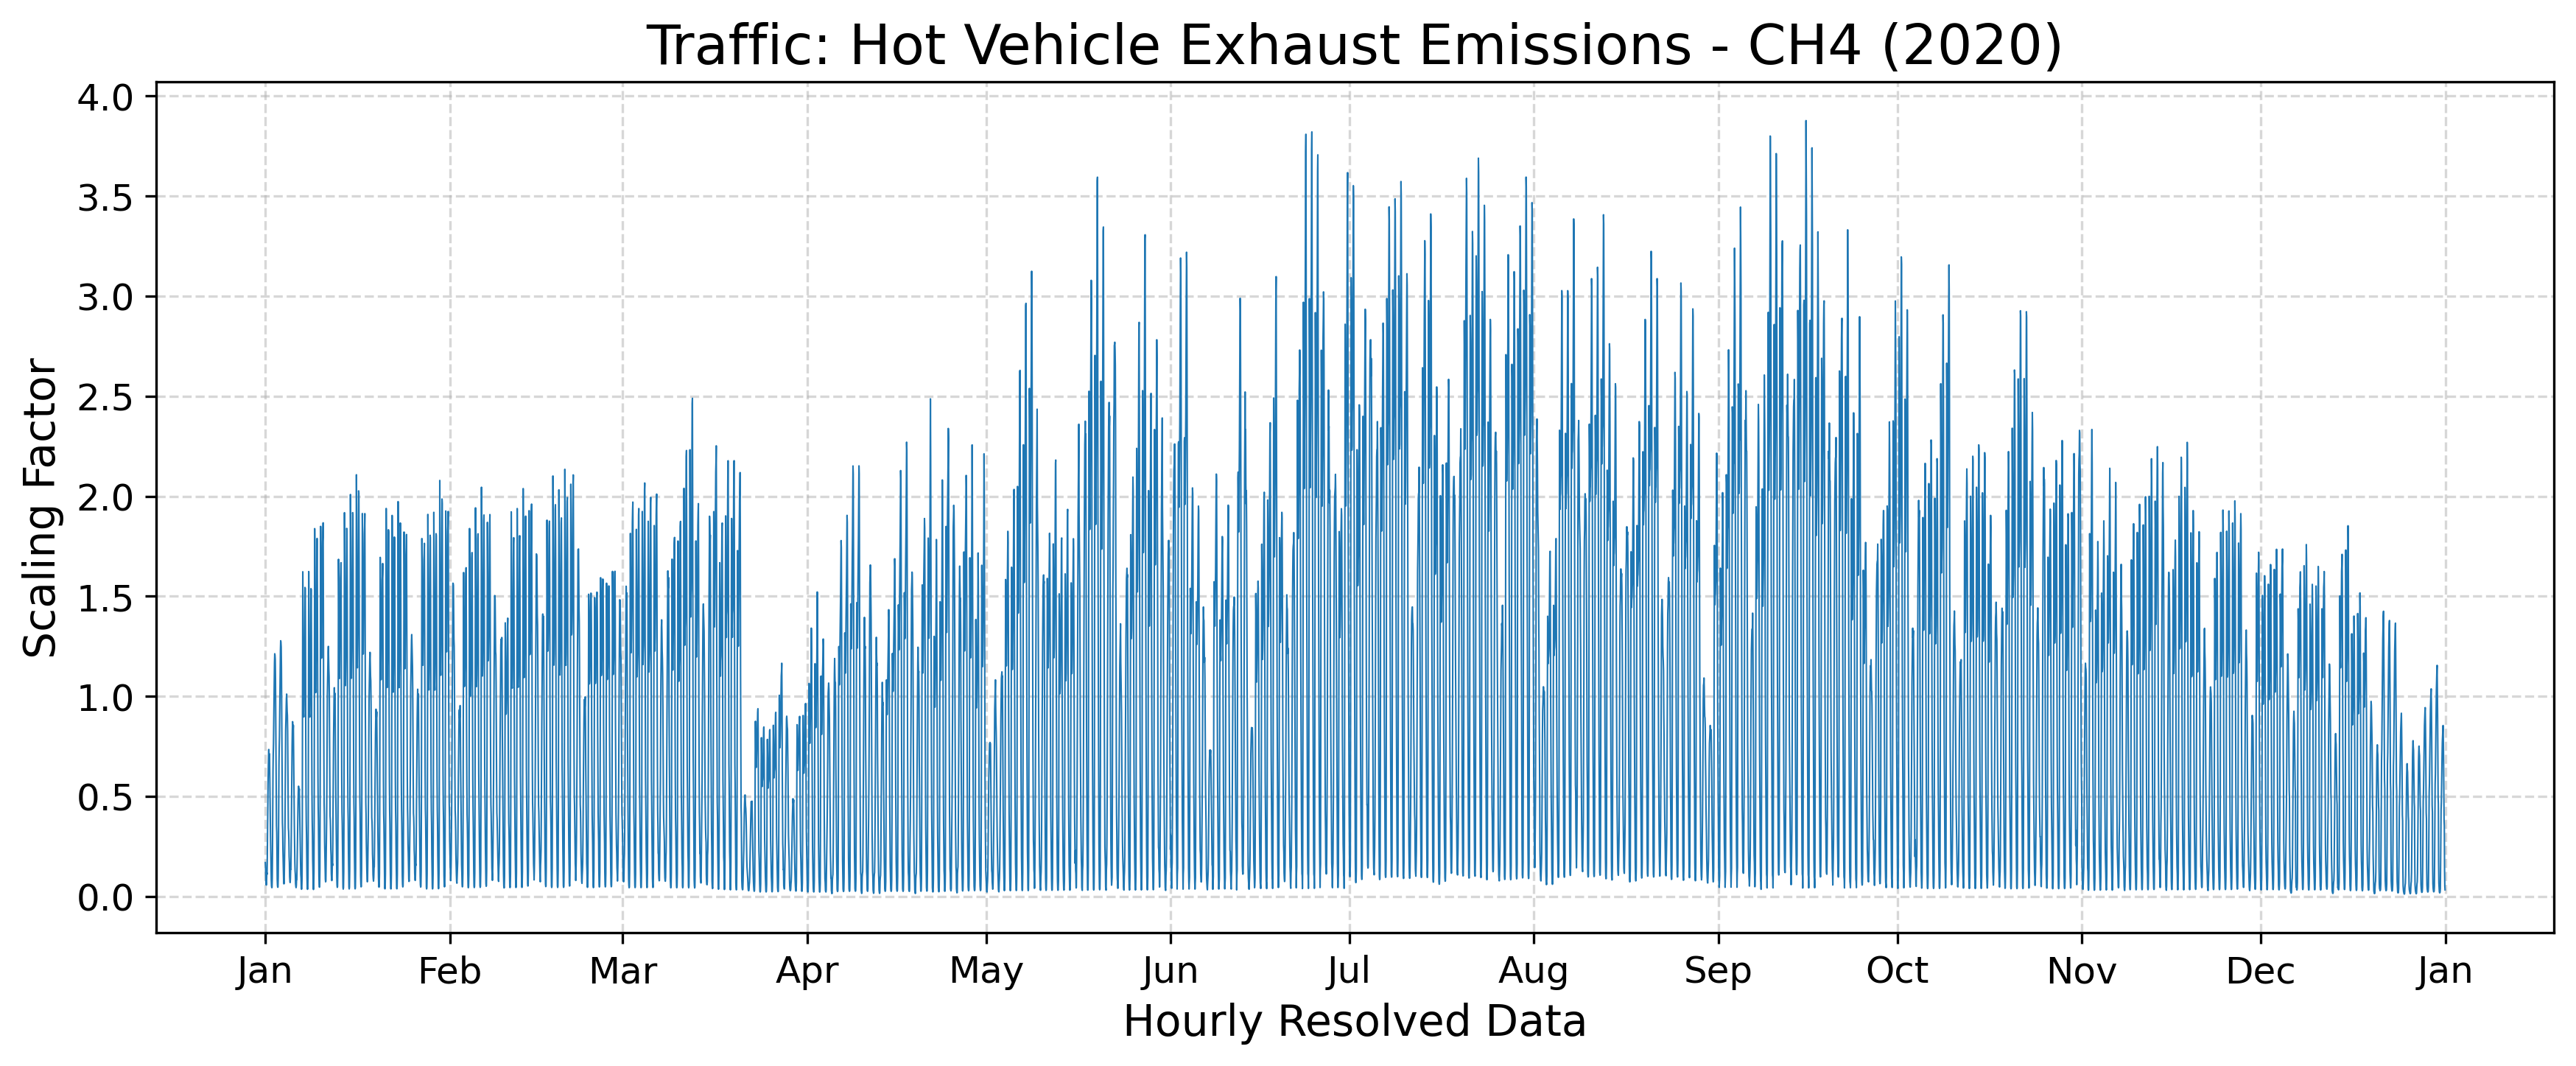 Traffic: Hot Vehicle Exhaust Emissions - CH4 (2020)
4.0
3.5
3.0
2.5
2.0
1.5
1.0
0.5
0.0
Scaling Factor
Jan Feb Mar Apr May Jun Jul Aug Sep Oct Nov Dec Jan
Hourly Resolved Data